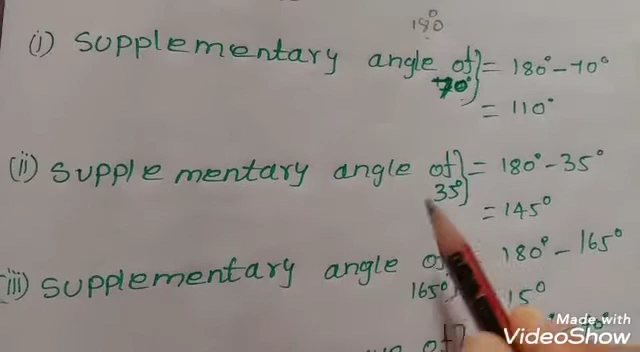 180°
(i) Supplementary angle of } = 180° - 70°
70° = 110°
(ii) Supplementary angle of } = 180° - 35°
35° = 145°
(iii) Supplementary angle 180° - 165°
165° 15°
of }
Made with
VideoShow